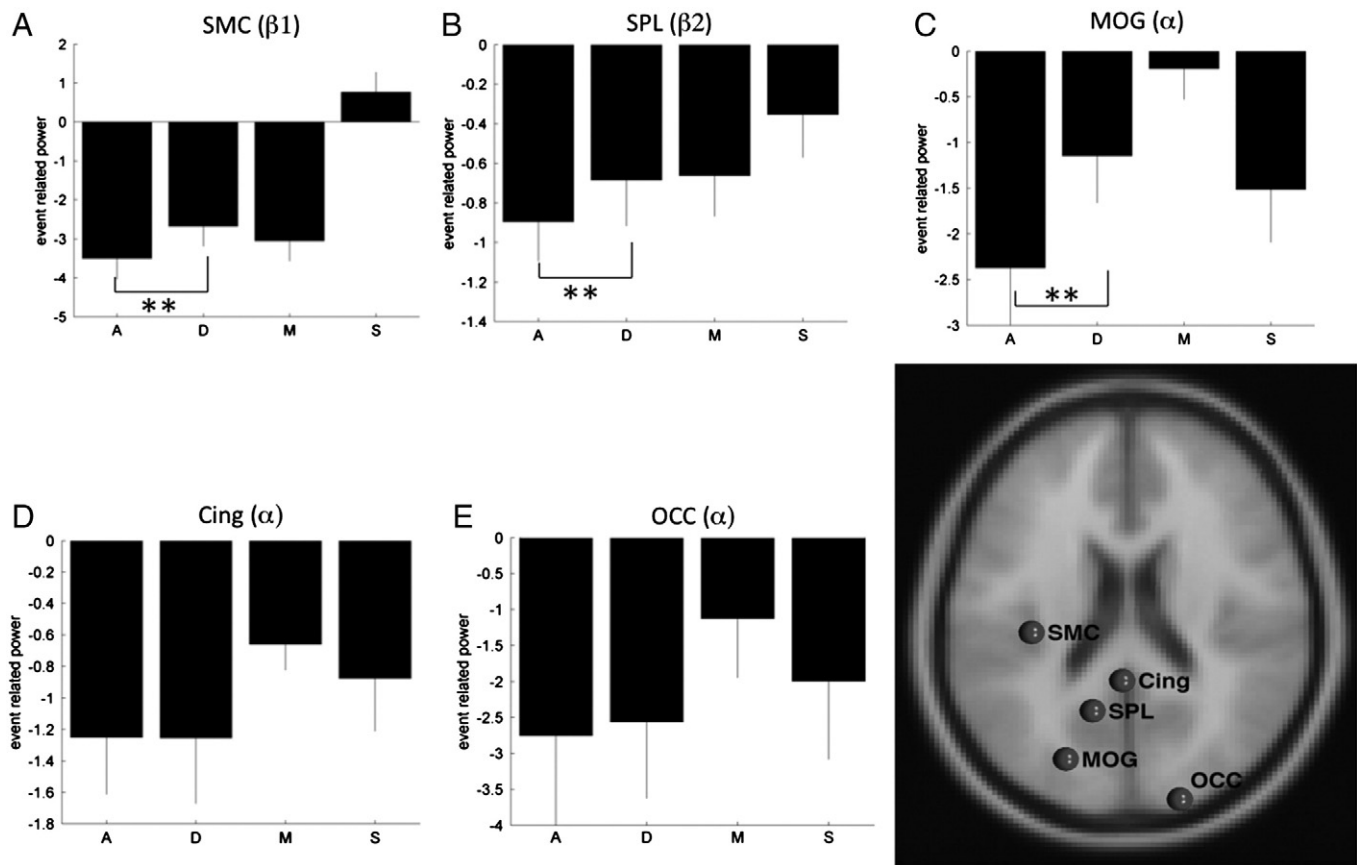 A
SMC (β1)
event related power
2
1
0
-1
-2
-3
-4
-5
**
A D M S
B
SPL (β2)
event related power
0
-0.2
-0.4
-0.6
-0.8
-1
-1.2
-1.4
**
A D M S
C
MOG (α)
event related power
0
-0.5
-1
-1.5
-2
-2.5
-3
**
A D M S
D
Cing (α)
event related power
0
-0.2
-0.4
-0.6
-0.8
-1
-1.2
-1.4
-1.6
-1.8
A D M S
E
OCC (α)
event related power
0
-0.5
-1
-1.5
-2
-2.5
-3
-3.5
-4
A D M S
SMC
Cing
SPL
MOG
OCC